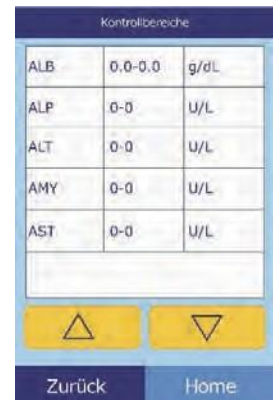 Kontrollbereiche
ALB 0.0-0.0 g/dL
ALP 0-0 U/L
ALT 0-0 U/L
AMY 0-0 U/L
AST 0-0 U/L
Zurück Home